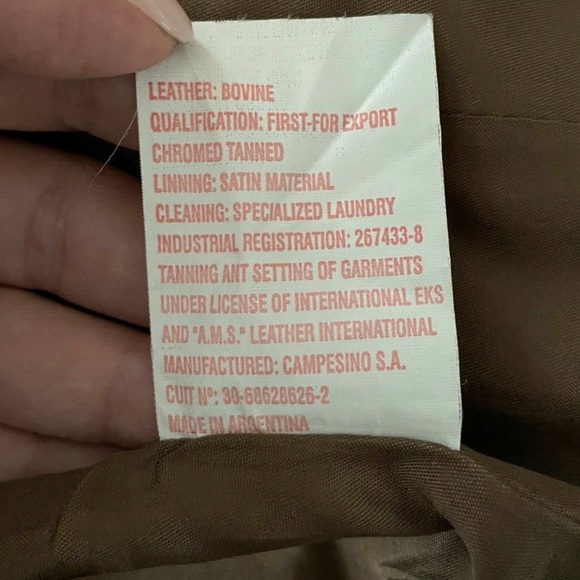 LEATHER: BOVINE
QUALIFICATION: FIRST-FOR EXPORT
CHROMED TANNED
LINNING: SATIN MATERIAL
CLEANING: SPECIALIZED LAUNDRY
INDUSTRIAL REGISTRATION: 267433-8
TANNING ANT SETTING OF GARMENTS
UNDER LICENSE OF INTERNATIONAL EKS
AND "A.M.S." LEATHER INTERNATIONAL
MANUFACTURED: CAMPESINO S.A.
CUIT Nº: 30-68628626-2
MADE IN ARGENTINA